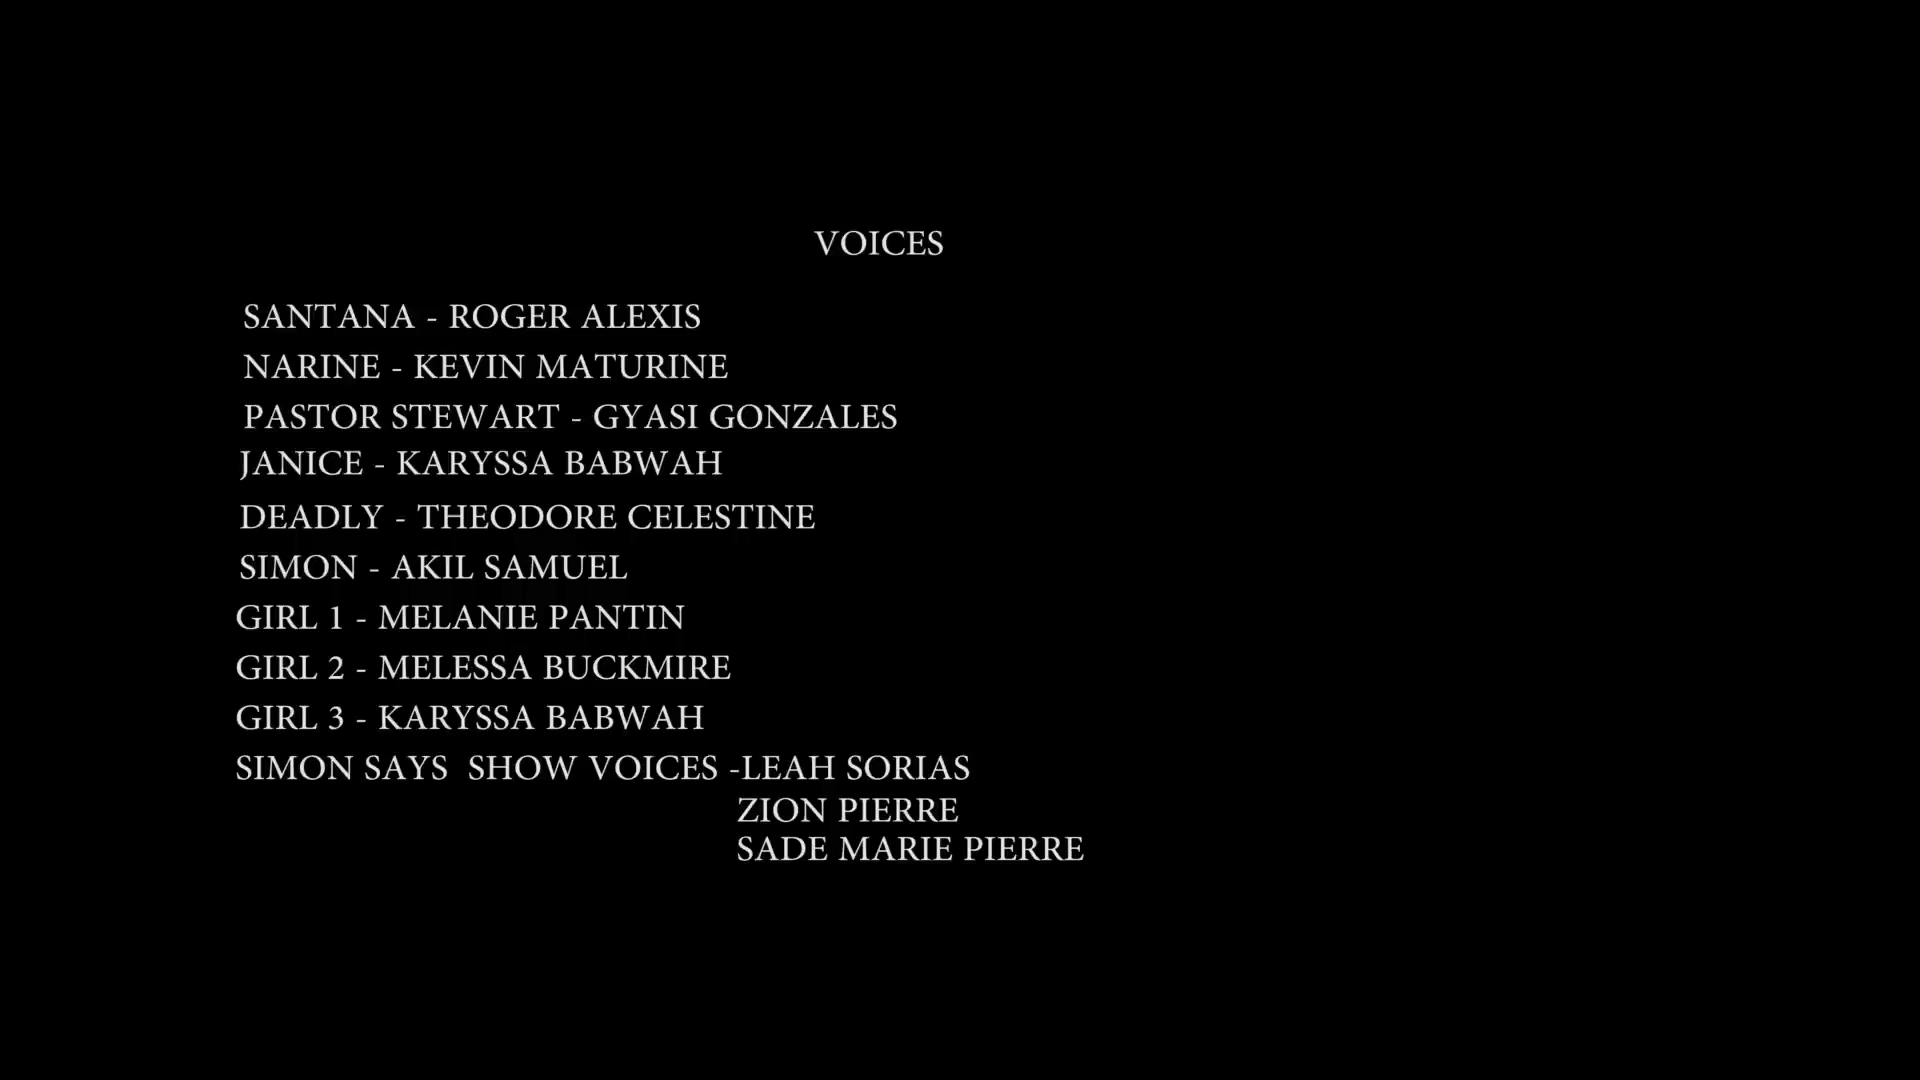 VOICES
SANTANA - ROGER ALEXIS
NARINE - KEVIN MATURINE
PASTOR STEWART - GYASI GONZALES
JANICE - KARYSSA BABWAH
DEADLY - THEODORE CELESTINE
SIMON - AKIL SAMUEL
GIRL 1 - MELANIE PANTIN
GIRL 2 - MELESSA BUCKMIRE
GIRL 3 - KARYSSA BABWAH
SIMON SAYS  SHOW VOICES -LEAH SORIAS
ZION PIERRE
SADE MARIE PIERRE